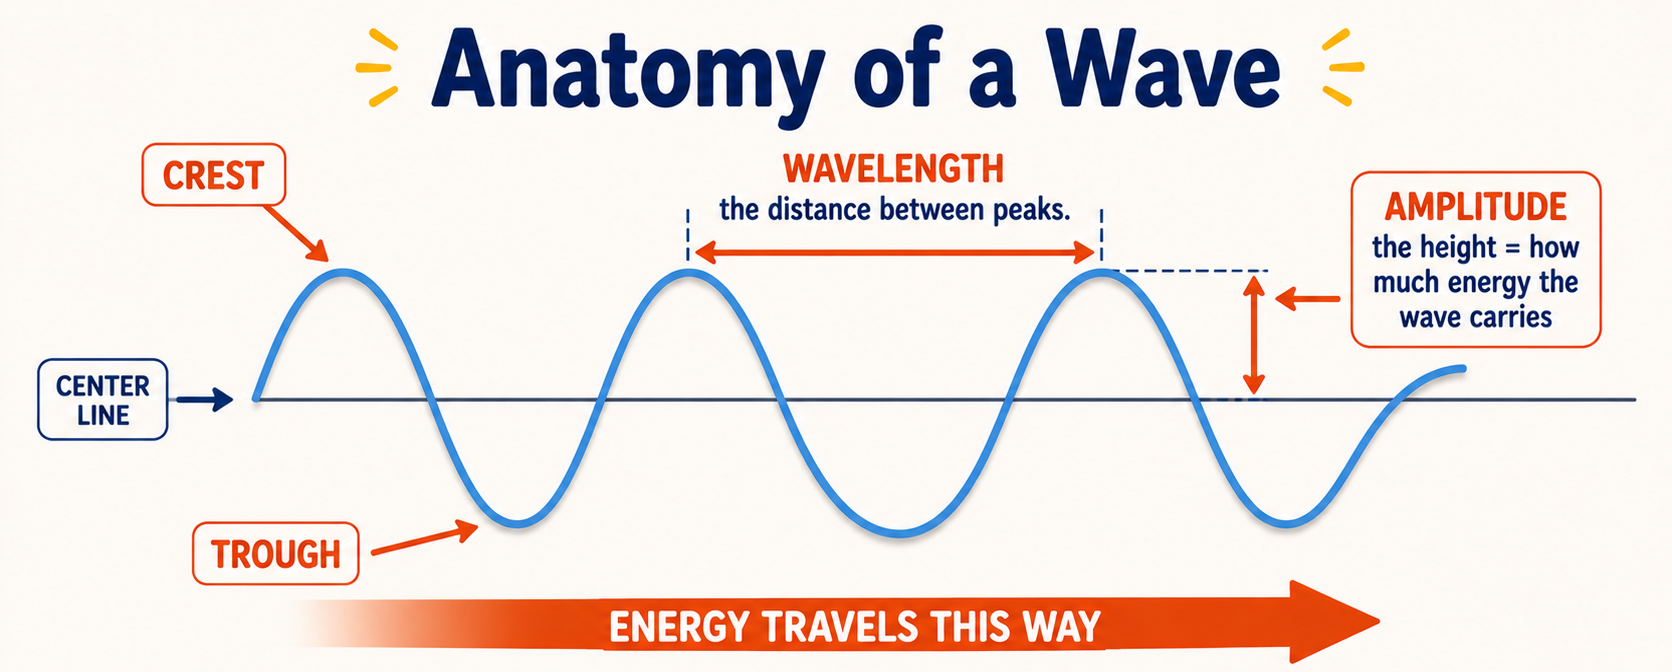 Anatomy of a Wave
CREST
WAVELENGTH
the distance between peaks.
AMPLITUDE
the height = how
much energy the
wave carries
CENTER
LINE
TROUGH
ENERGY TRAVELS THIS WAY